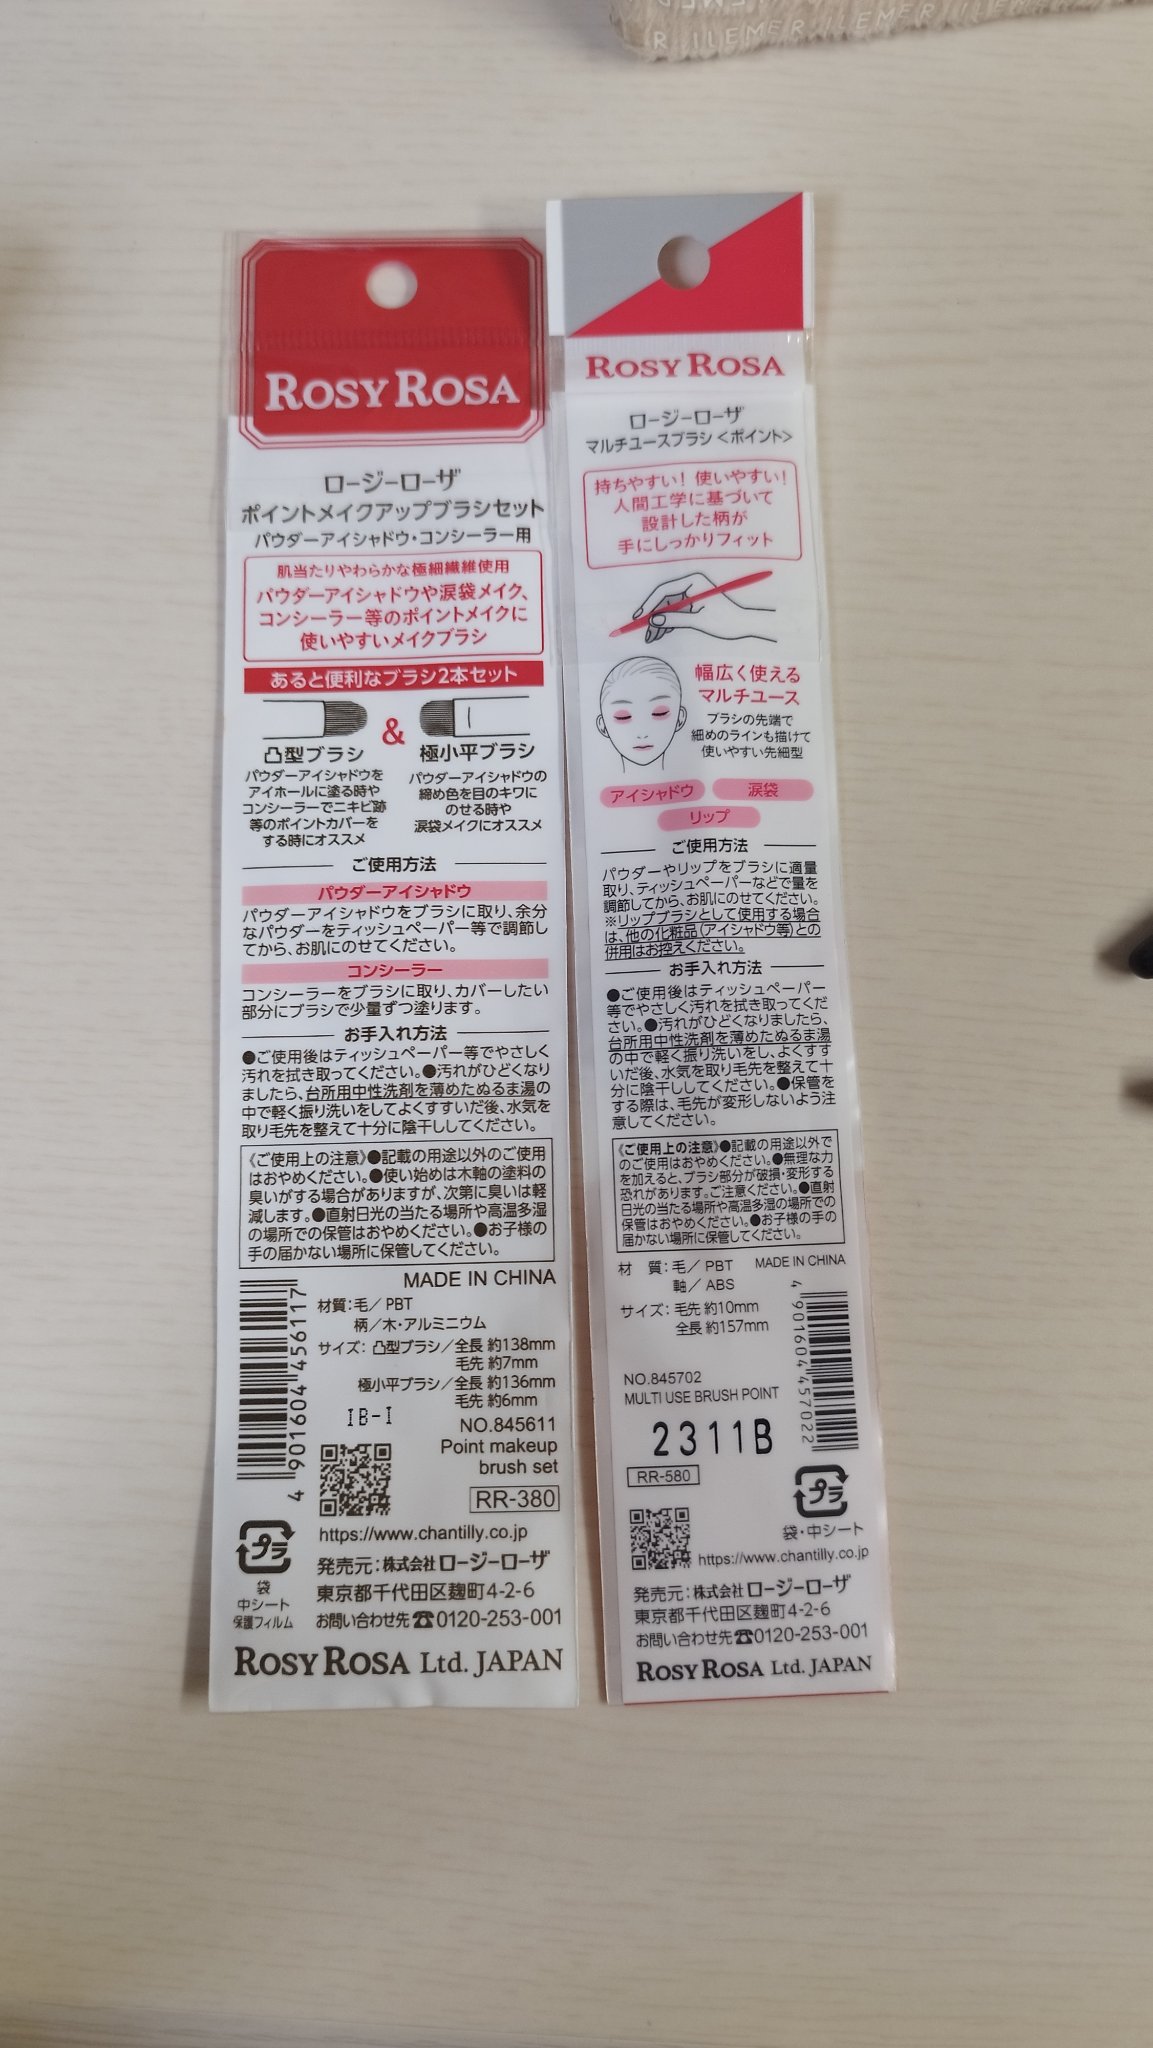 R ILEMER ILEMER
ROSY ROSA
ロージーローザ
ポイントメイクアップブラシセット
パウダーアイシャドウ・コンシーラー用
肌当たりやわらかな極細繊維使用
パウダーアイシャドウや涙袋メイク、
コンシーラー等のポイントメイクに
使いやすいメイクブラシ
あると便利なブラシ2本セット
&
凸型ブラシ
パウダーアイシャドウを
アイホールに塗る時や
コンシーラーでニキビ跡
等のポイントカバーを
する時にオススメ
極小平ブラシ
パウダーアイシャドウの
締め色を目のキワに
のせる時や
涙袋メイクにオススメ
ご使用方法
パウダーアイシャドウ
パウダーアイシャドウをブラシに取り、余分
なパウダーをティッシュペーパー等で調節し
てから、お肌にのせてください。
コンシーラー
コンシーラーをブラシに取り、カバーしたい
部分にブラシで少量ずつ塗ります。
お手入れ方法
●ご使用後はティッシュペーパー等でやさしく
汚れを拭き取ってください。●汚れがひどくなり
ましたら、台所用中性洗剤を薄めたぬるま湯の
中で軽く振り洗いをしてよくすすいだ後、水気を
取り毛先を整えて十分に陰干ししてください。
《ご使用上の注意》●記載の用途以外のご使用
はおやめください。●使い始めは木軸の塗料の
臭いがする場合がありますが、次第に臭いは軽
減します。●直射日光の当たる場所や高温多湿
の場所での保管はおやめください。●お子様の
手の届かない場所に保管してください。
MADE IN CHINA
材質：毛／PBT
柄／木・アルミニウム
サイズ：凸型ブラシ／全長 約138mm
毛先 約7mm
極小平ブラシ／全長 約136mm
毛先 約6mm
IB-I
NO.845611
Point makeup
brush set
RR-380
4 901604 456117
プラ
袋
中シート
保護フィルム
https://www.chantilly.co.jp
発売元：株式会社ロージーローザ
東京都千代田区麹町4-2-6
お問い合わせ先☎0120-253-001
ROSY ROSA Ltd. JAPAN
ROSY ROSA
ロージーローザ
マルチユースブラシ＜ポイント＞
持ちやすい！使いやすい！
人間工学に基づいて
設計した柄が
手にしっかりフィット
幅広く使える
マルチユース
ブラシの先端で
細めのラインも描けて
使いやすい先細型
アイシャドウ
涙袋
リップ
ご使用方法
パウダーやリップをブラシに適量
取り、ティッシュペーパーなどで量を
調節してから、お肌にのせてください。
※リップブラシとして使用する場合
は、他の化粧品（アイシャドウ等）との
併用はお控えください。
お手入れ方法
●ご使用後はティッシュペーパー
等でやさしく汚れを拭き取ってくだ
さい。●汚れがひどくなりましたら、
台所用中性洗剤を薄めたぬるま湯
の中で軽く振り洗いをし、よくすす
いだ後、水気を取り毛先を整えて十
分に陰干ししてください。●保管を
する際は、毛先が変形しないよう注
意してください。
《ご使用上の注意》●記載の用途以外で
のご使用はおやめください。●無理な力
を加えると、ブラシ部分が破損・変形する
恐れがあります。ご注意ください。●直射
日光の当たる場所や高温多湿の場所での
保管はおやめください。●お子様の手の
届かない場所に保管してください。
材　質：毛／PBT
軸／ABS
MADE IN CHINA
サイズ：毛先 約10mm
全長 約157mm
4 901604 457022
NO.845702
MULTI USE BRUSH POINT
2311B
RR-580
プラ
袋・中シート
https://www.chantilly.co.jp
発売元：株式会社ロージーローザ
東京都千代田区麹町4-2-6
お問い合わせ先☎0120-253-001
ROSY ROSA Ltd. JAPAN